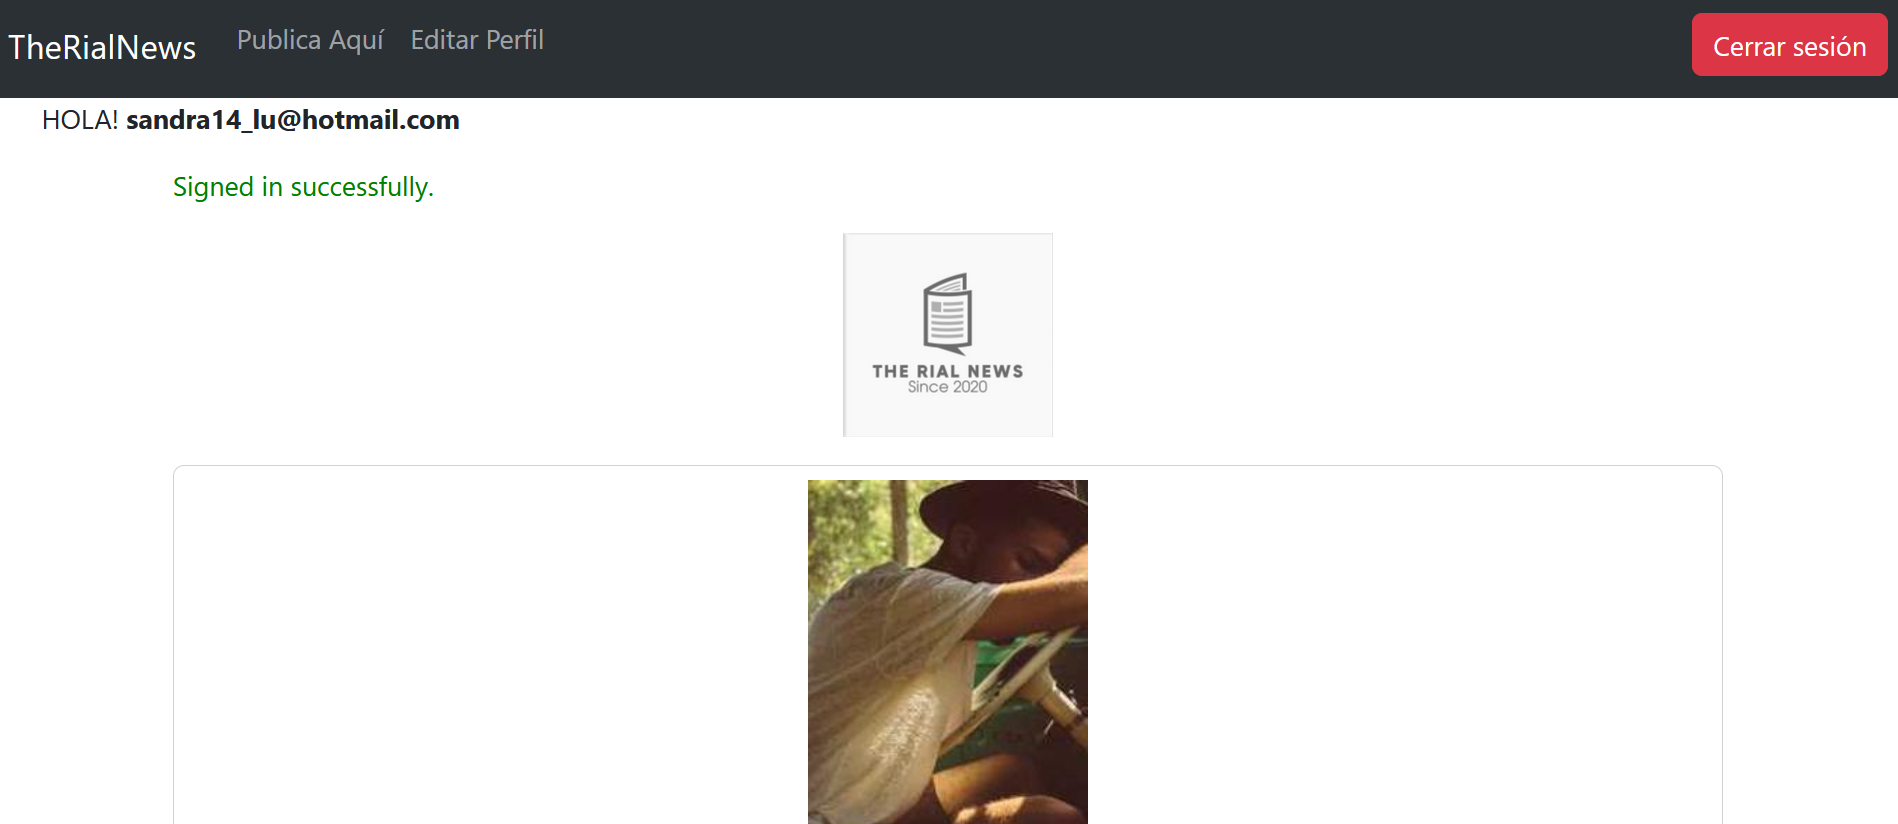 TheRialNews
Publica Aquí
Editar Perfil
Cerrar sesión
HOLA! sandra14_lu@hotmail.com
Signed in successfully.
THE RIAL NEWS
Since 2020